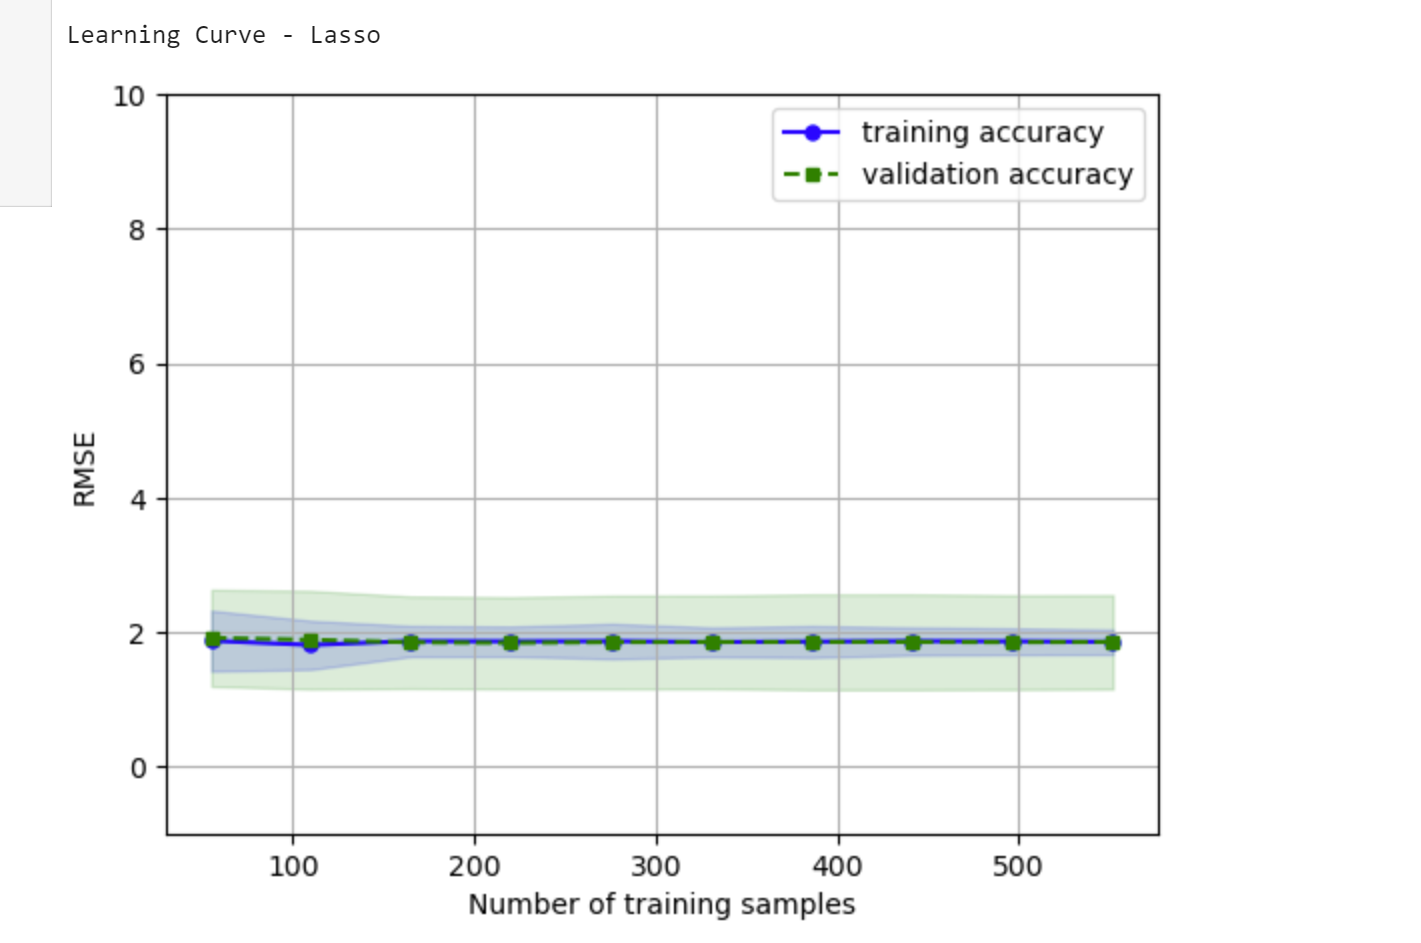 Learning Curve - Lasso
10
training accuracy
validation accuracy
8
6
RMSE
4
2
0
100 200 300 400 500
Number of training samples